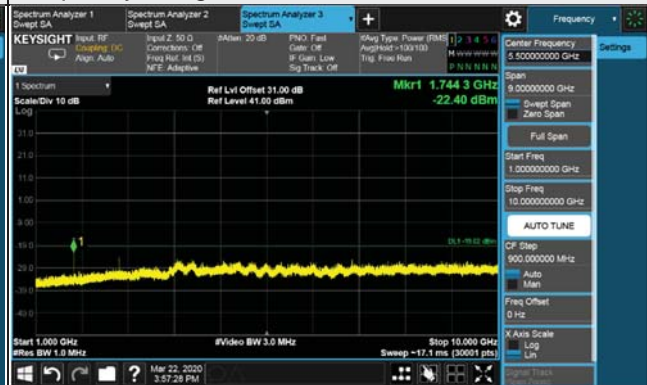 Spectrum Analyzer 1
Swept SA
Spectrum Analyzer 2
Swept SA
Spectrum Analyzer 3
Swept SA
+
Frequency
KEYSIGHT
Input: RF
Coupling: DC
Align: Auto
Input Z: 50 Ω
Corrections: Off
Freq Ref: Int (S)
NFE: Adaptive
#Atten: 20 dB
PNO: Fast
Gate: Off
IF Gain: Low
Sig Track: Off
#Avg Type: Power (RMS
Avg|Hold:>100/100
Trig: Free Run
1 2 3 4 5 6
M W W W W W
P N N N N N
Center Frequency
5.500000000 GHz
Settings
Span
9.00000000 GHz
Swept Span
Zero Span
Full Span
Start Freq
1.000000000 GHz
Stop Freq
10.000000000 GHz
AUTO TUNE
CF Step
900.000000 MHz
Auto
Man
Freq Offset
0 Hz
X Axis Scale
Log
Lin
Signal Track
1 Spectrum
Scale/Div 10 dB
Log
Ref Lvl Offset 31.00 dB
Ref Level 41.00 dBm
Mkr1 1.744 3 GHz
-22.40 dBm
31.0
21.0
11.0
1.00
-19.0
-29.0
-39.0
-49.0
1
Start 1.000 GHz
#Res BW 1.0 MHz
#Video BW 3.0 MHz
Stop 10.000 GHz
Sweep ~17.1 ms (30001 pts)
?
Mar 22, 2020
3:57:28 PM